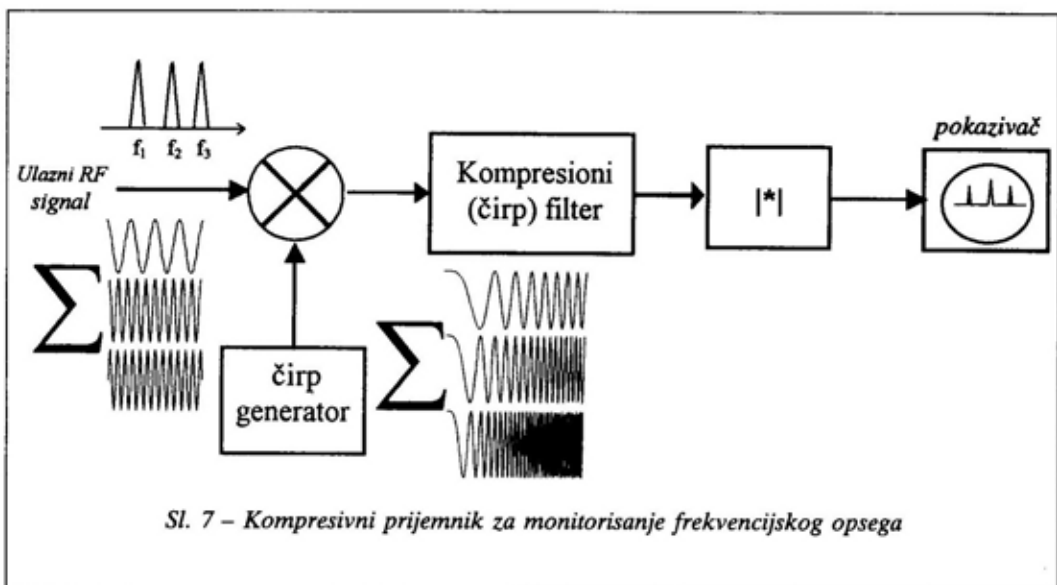 f1 f2 f3
Ulazni RF
signal
Kompresioni
(čirp) filter
|*|
pokazivač
∑
∑
čirp
generator
Sl. 7 – Kompresivni prijemnik za monitorisanje frekvencijskog opsega